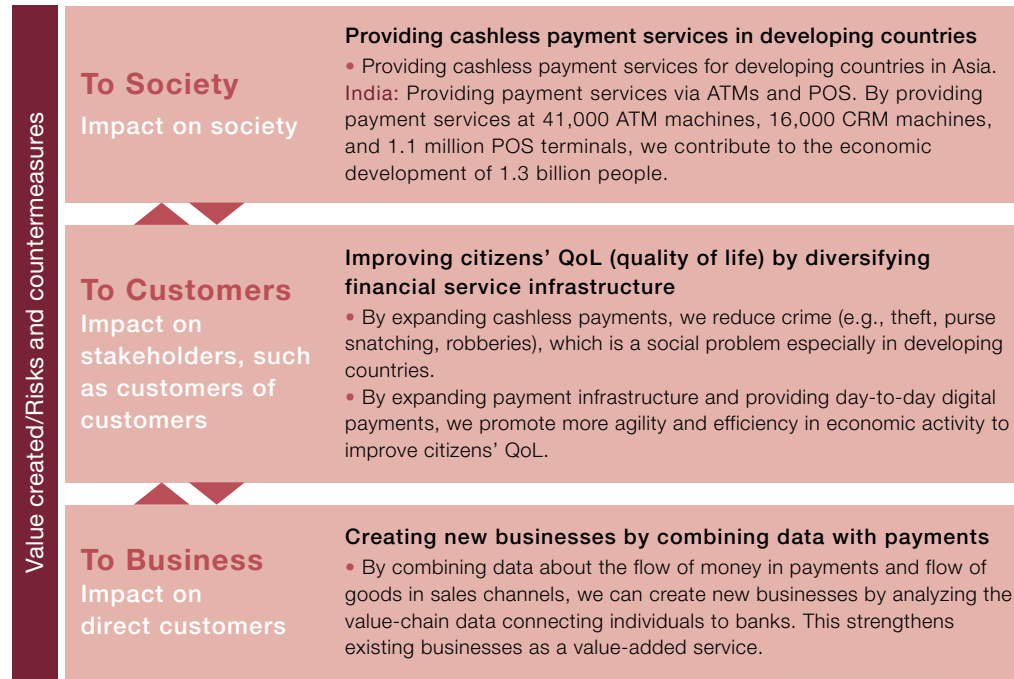 Value created/Risks and countermeasures
To Society
Impact on society
Providing cashless payment services in developing countries
• Providing cashless payment services for developing countries in Asia.
India: Providing payment services via ATMs and POS. By providing
payment services at 41,000 ATM machines, 16,000 CRM machines,
and 1.1 million POS terminals, we contribute to the economic
development of 1.3 billion people.
To Customers
Impact on
stakeholders, such
as customers of
customers
Improving citizens’ QoL (quality of life) by diversifying
financial service infrastructure
• By expanding cashless payments, we reduce crime (e.g., theft, purse
snatching, robberies), which is a social problem especially in developing
countries.
• By expanding payment infrastructure and providing day-to-day digital
payments, we promote more agility and efficiency in economic activity to
improve citizens’ QoL.
To Business
Impact on
direct customers
Creating new businesses by combining data with payments
• By combining data about the flow of money in payments and flow of
goods in sales channels, we can create new businesses by analyzing the
value-chain data connecting individuals to banks. This strengthens
existing businesses as a value-added service.